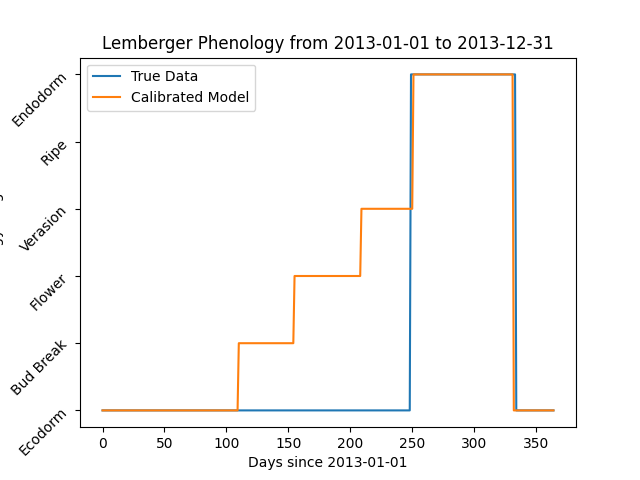 Lemberger Phenology from 2013-01-01 to 2013-12-31
True Data
Calibrated Model
Endodorm
Ripe
Verasion
Flower
Bud Break
Ecodorm
0 50 100 150 200 250 300 350
Days since 2013-01-01